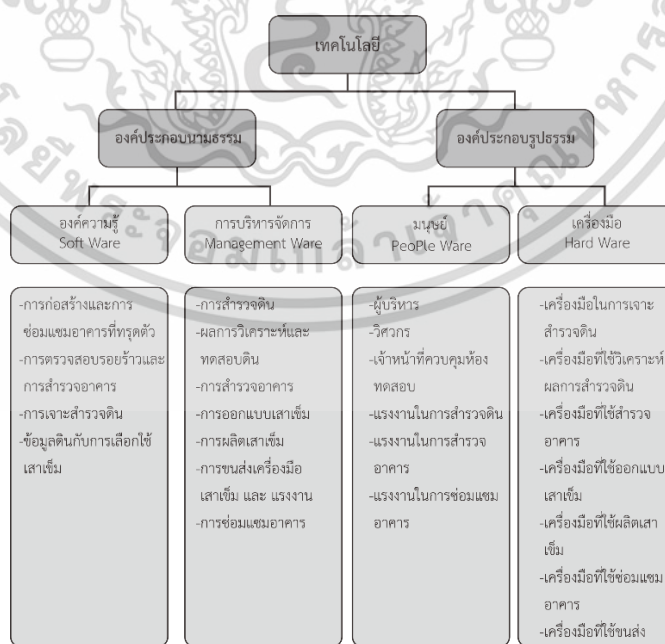 เทคโนโลยี
องค์ประกอบนามธรรม
องค์ประกอบรูปธรรม
องค์ความรู้
Soft Ware
การบริหารจัดการ
Management Ware
มนุษย์
PeoPle Ware
เครื่องมือ
Hard Ware
-การก่อสร้างและการ
ซ่อมแซมอาคารที่ทรุดตัว
-การตรวจสอบรอยร้าวและ
การสำรวจอาคาร
-การเจาะสำรวจดิน
-ข้อมูลดินกับการเลือกใช้
เสาเข็ม
-การสำรวจดิน
-ผลการวิเคราะห์และ
ทดสอบดิน
-การสำรวจอาคาร
-การออกแบบเสาเข็ม
-การผลิตเสาเข็ม
-การขนส่งเครื่องมือ
เสาเข็ม และ แรงงาน
-การซ่อมแซมอาคาร
-ผู้บริหาร
-วิศวกร
-เจ้าหน้าที่ควบคุมห้อง
ทดสอบ
-แรงงานในการสำรวจดิน
-แรงงานในการสำรวจ
อาคาร
-แรงงานในการซ่อมแซม
อาคาร
-เครื่องมือในการเจาะ
สำรวจดิน
-เครื่องมือที่ใช้วิเคราะห์
ผลการสำรวจดิน
-เครื่องมือที่ใช้สำรวจ
อาคาร
-เครื่องมือที่ใช้ออกแบบ
เสาเข็ม
-เครื่องมือที่ใช้ผลิตเสา
เข็ม
-เครื่องมือที่ใช้ซ่อมแซม
อาคาร
-เครื่องมือที่ใช้ขนส่ง